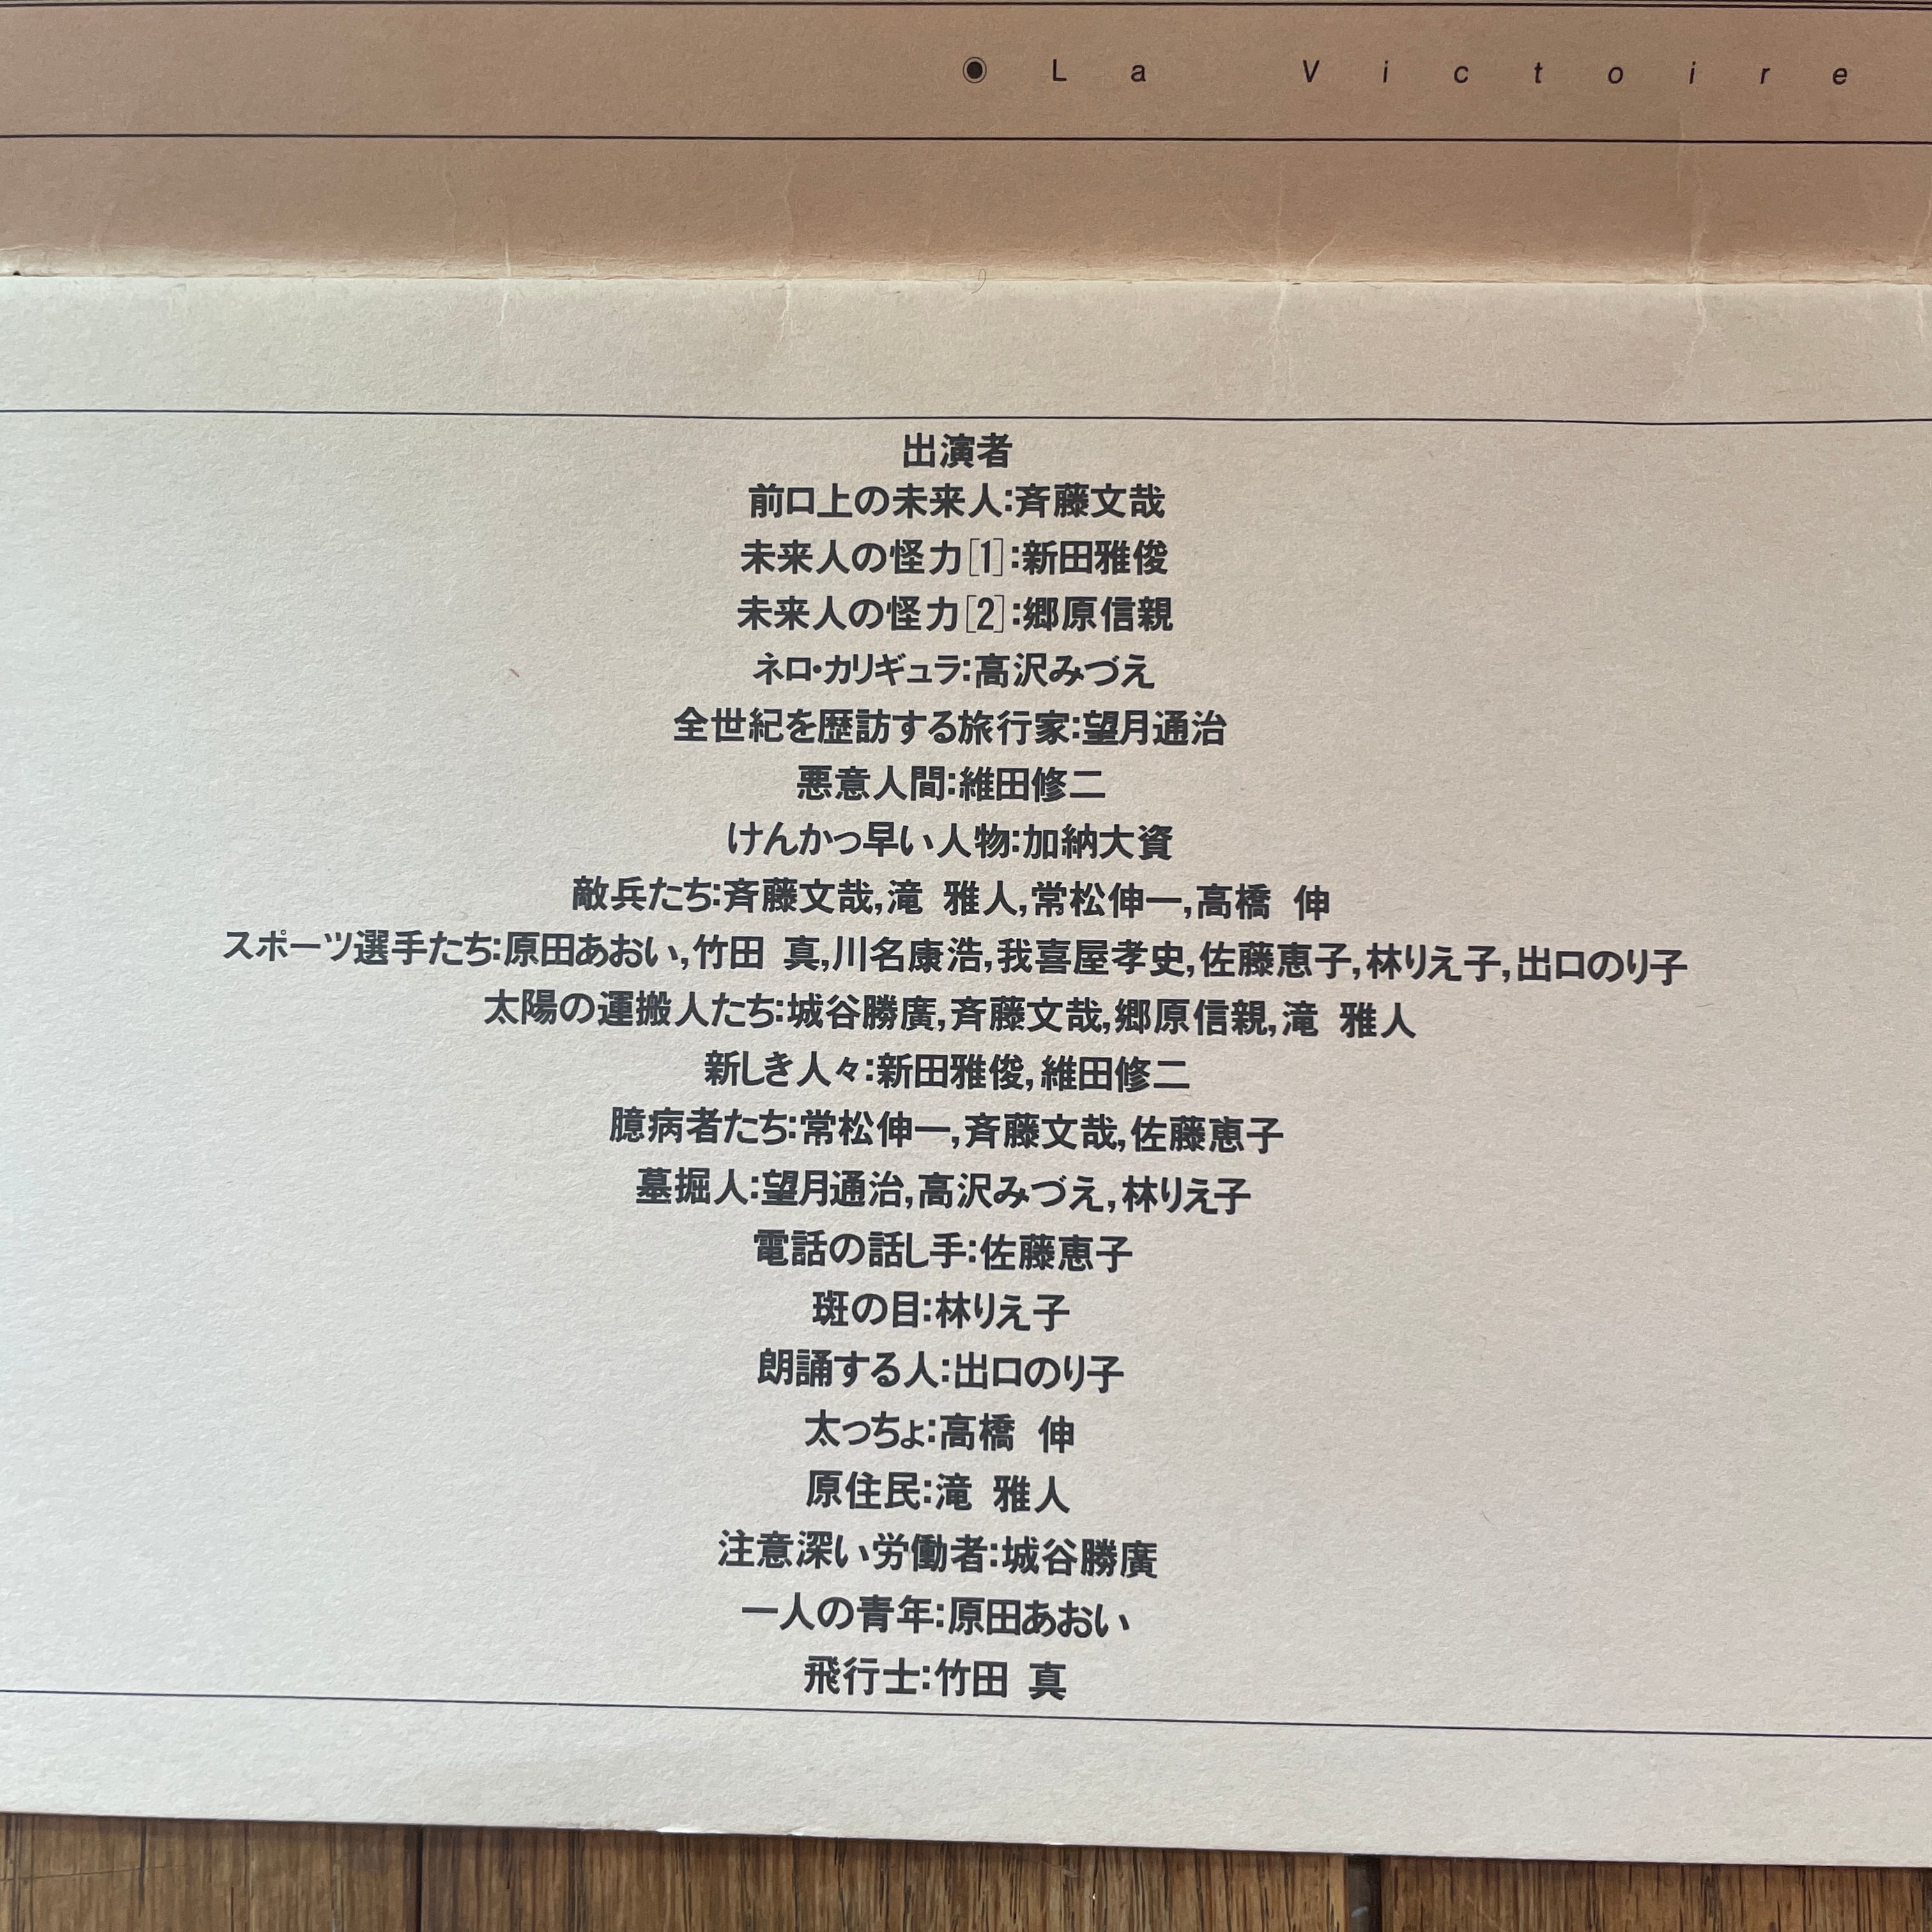 ◉ La Victoire
出演者
前口上の未来人:斉藤文哉
未来人の怪力[1]:新田雅俊
未来人の怪力[2]:郷原信親
ネロ・カリギュラ:高沢みづえ
全世紀を歴訪する旅行家:望月通治
悪意人間:維田修二
けんかっ早い人物:加納大資
敵兵たち:斉藤文哉,滝 雅人,常松伸一,高橋 伸
スポーツ選手たち:原田あおい,竹田 真,川名康浩,我喜屋孝史,佐藤恵子,林りえ子,出口のり子
太陽の運搬人たち:城谷勝廣,斉藤文哉,郷原信親,滝 雅人
新しき人々:新田雅俊,維田修二
臆病者たち:常松伸一,斉藤文哉,佐藤恵子
墓掘人:望月通治,高沢みづえ,林りえ子
電話の話し手:佐藤恵子
斑の目:林りえ子
朗誦する人:出口のり子
太っちょ:高橋 伸
原住民:滝 雅人
注意深い労働者:城谷勝廣
一人の青年:原田あおい
飛行士:竹田 真